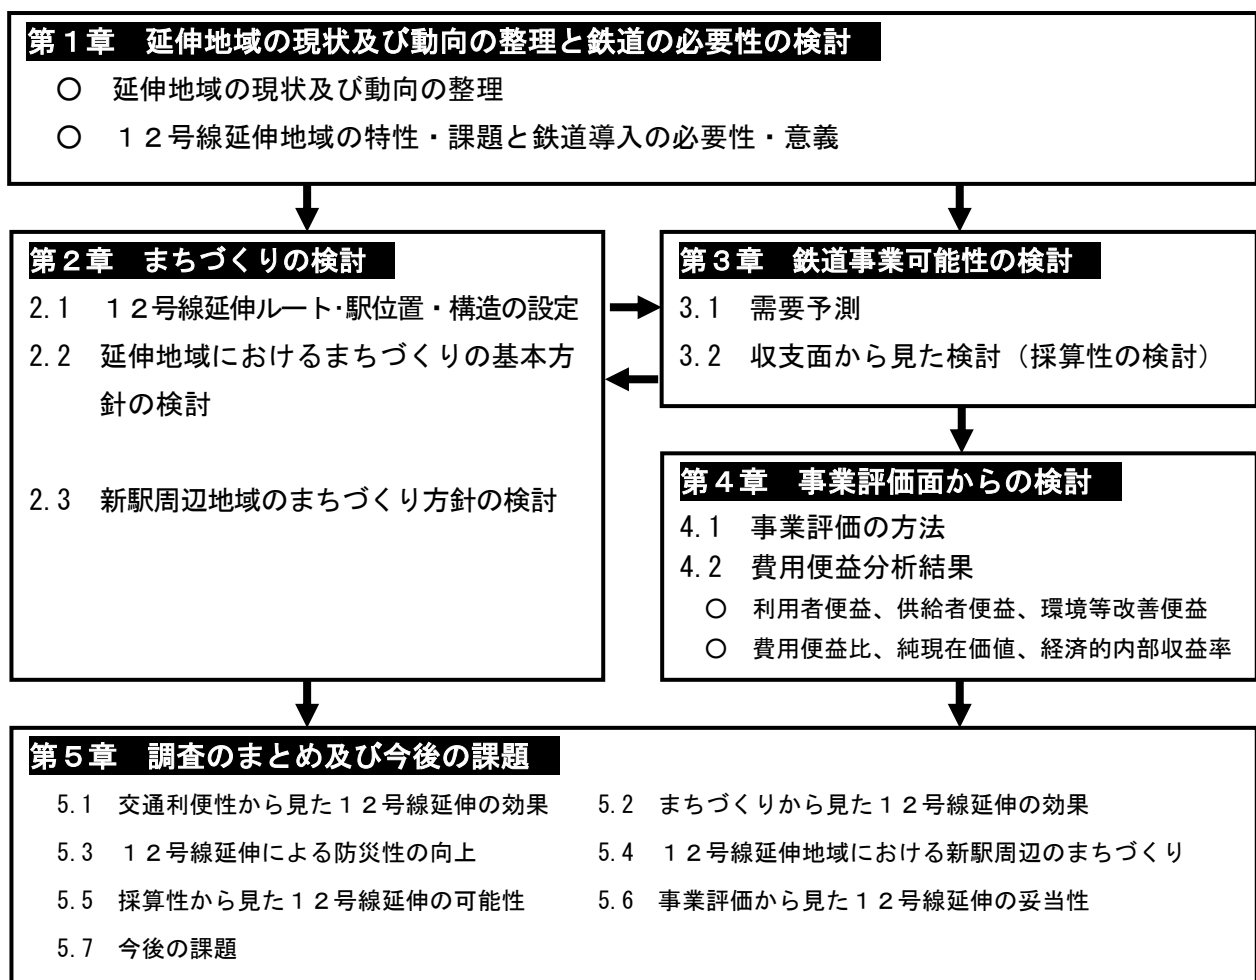 第１章　延伸地域の現状及び動向の整理と鉄道の必要性の検討
○　延伸地域の現状及び動向の整理
○　１２号線延伸地域の特性・課題と鉄道導入の必要性・意義
第２章　まちづくりの検討
2.1　１２号線延伸ルート･駅位置・構造の設定
2.2　延伸地域におけるまちづくりの基本方
針の検討
2.3　新駅周辺地域のまちづくり方針の検討
第３章　鉄道事業可能性の検討
3.1　需要予測
3.2　収支面から見た検討（採算性の検討）
第４章　事業評価面からの検討
4.1　事業評価の方法
4.2　費用便益分析結果
○　利用者便益、供給者便益、環境等改善便益
○　費用便益比、純現在価値、経済的内部収益率
第５章　調査のまとめ及び今後の課題
5.1　交通利便性から見た１２号線延伸の効果
5.2　まちづくりから見た１２号線延伸の効果
5.3　１２号線延伸による防災性の向上
5.4　１２号線延伸地域における新駅周辺のまちづくり
5.5　採算性から見た１２号線延伸の可能性
5.6　事業評価から見た１２号線延伸の妥当性
5.7　今後の課題